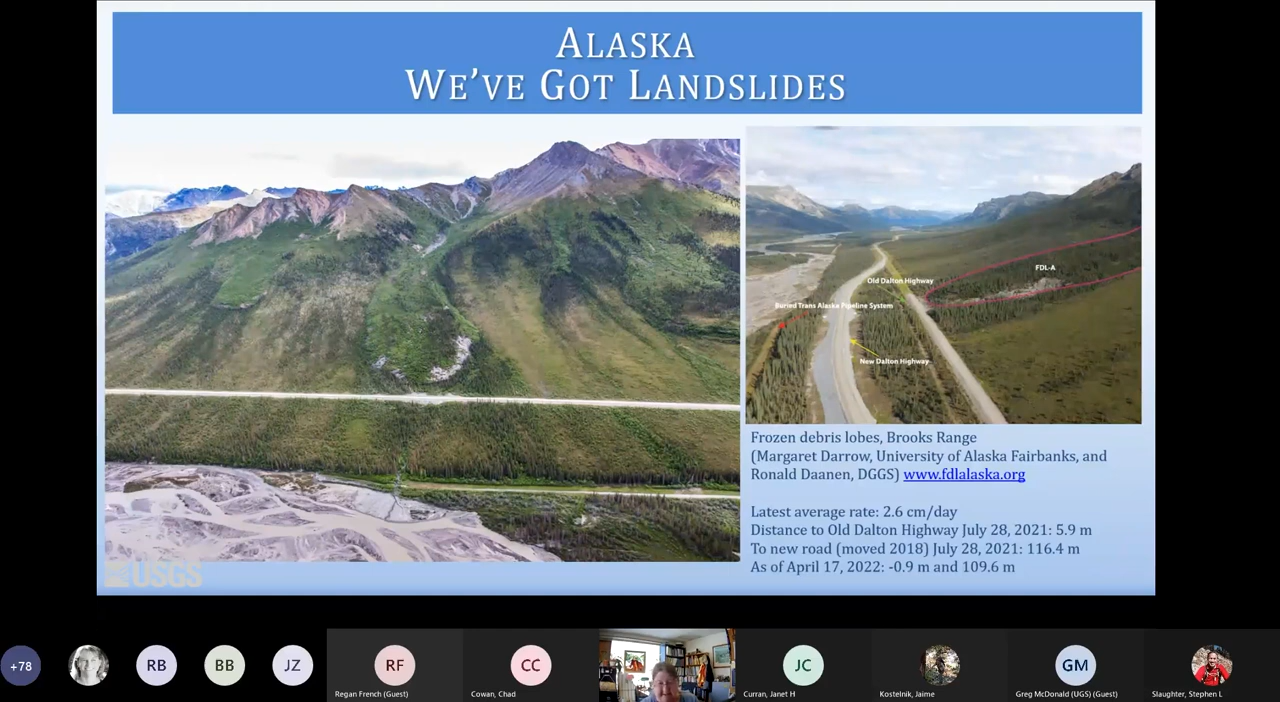 ALASKA
WE'VE GOT LANDSLIDES
FDL-A
Old Dalton Highway
Buried Trans Alaska Pipeline System
New Dalton Highway
Frozen debris lobes, Brooks Range
(Margaret Darrow, University of Alaska Fairbanks, and
Ronald Daanen, DGGS) www.fdlalaska.org
Latest average rate: 2.6 cm/day
Distance to Old Dalton Highway July 28, 2021: 5.9 m
To new road (moved 2018) July 28, 2021: 116.4 m
As of April 17, 2022: -0.9 m and 109.6 m
USGS
+78
RB
BB
JZ
RF
CC
JC
GM
Regan French (Guest)
Cowan, Chad
Curran, Janet H
Kostelnik, Jaime
Greg McDonald (UGS) (Guest)
Slaughter, Stephen L